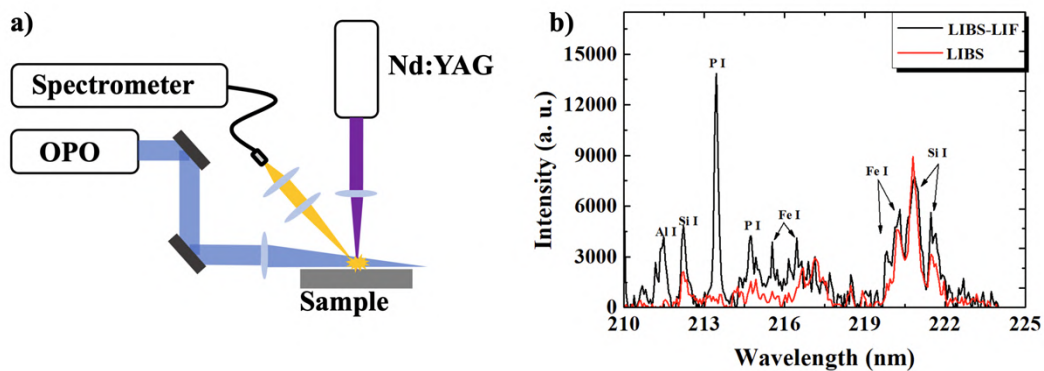 a)
Nd:YAG
Spectrometer
OPO
Sample
b)
LIBS-LIF
LIBS
P I
Al I
Si I
P I
Fe I
Fe I
Si I
Intensity (a. u.)
15000
12000
9000
6000
3000
0
210
213
216
219
222
225
Wavelength (nm)